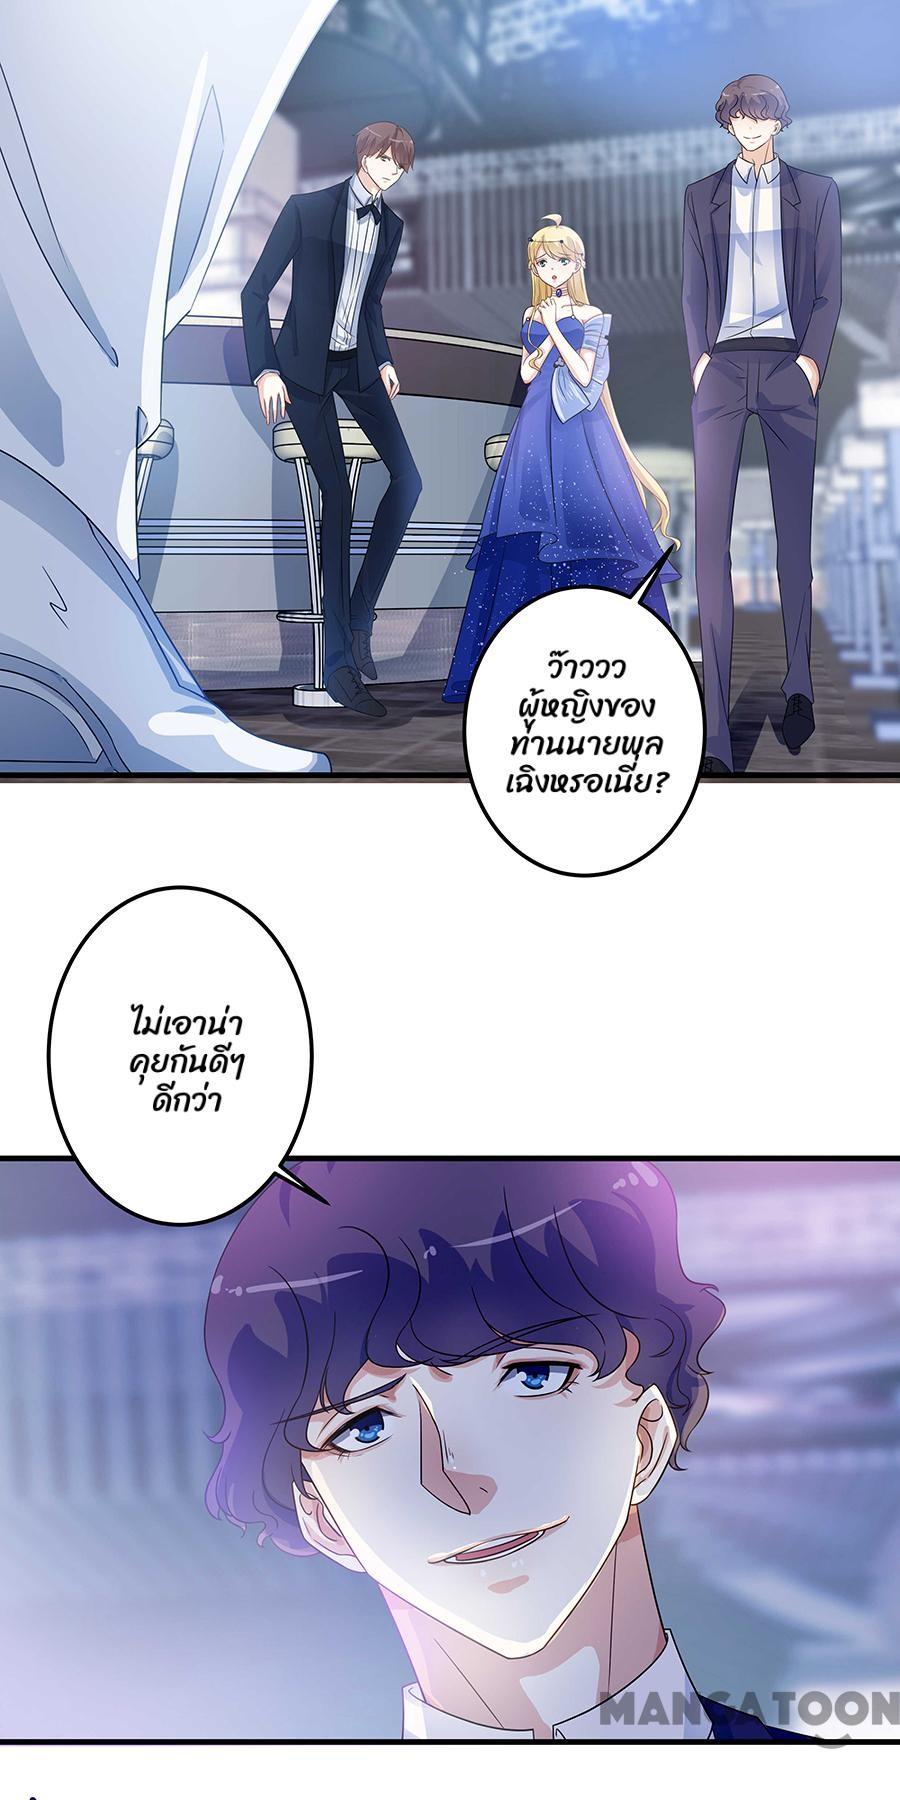 ว๊าววว
ผู้หญิงของ
ท่านนายพล
เฉิงหรอเนี่ย?
ไม่เอาน่า
คุยกันดีๆ
ดีกว่า
MANGATOON